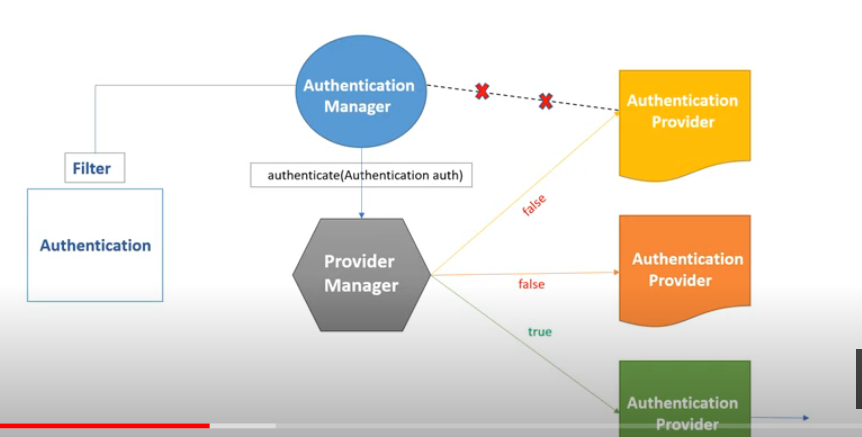 Authentication
Manager
Authentication
Provider
Filter
authenticate(Authentication auth)
false
Authentication
Provider
Manager
Authentication
Provider
false
true
Authentication
Provider